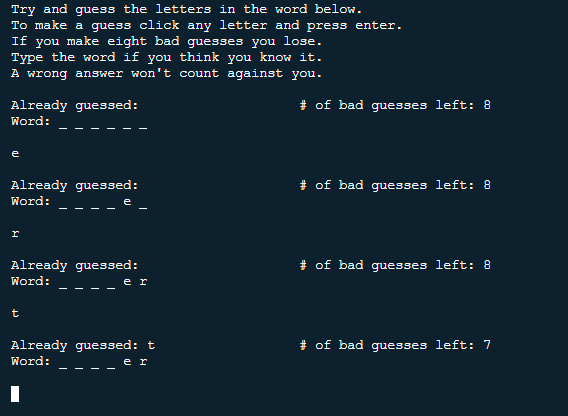 Try and guess the letters in the word below.
To make a guess click any letter and press enter.
If you make eight bad guesses you lose.
Type the word if you think you know it.
A wrong answer won't count against you.
Already guessed: # of bad guesses left: 8
Word: _ _ _ _ _ _
e
Already guessed: # of bad guesses left: 8
Word: _ _ _ _ e _
r
Already guessed: # of bad guesses left: 8
Word: _ _ _ _ e r
t
Already guessed: t # of bad guesses left: 7
Word: _ _ _ _ e r